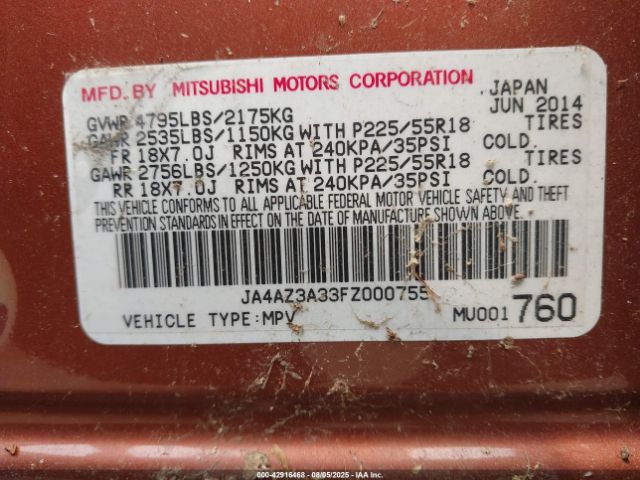 MFD. BY MITSUBISHI MOTORS CORPORATION JAPAN
JUN 2014
GVWR 4795LBS/2175KG
GAWR 2535LBS/1150KG WITH P225/55R18 TIRES
FR 18X7.0J RIMS AT 240KPA/35PSI COLD.
GAWR 2756LBS/1250KG WITH P225/55R18 TIRES
RR 18X7.0J RIMS AT 240KPA/35PSI COLD.
THIS VEHICLE CONFORMS TO ALL APPLICABLE FEDERAL MOTOR VEHICLE SAFETY AND THEFT
PREVENTION STANDARDS IN EFFECT ON THE DATE OF MANUFACTURE SHOWN ABOVE.
JA4AZ3A33FZ000755
VEHICLE TYPE:MPV MU001760
000-42916468 - 08/05/2025 - IAA Inc.